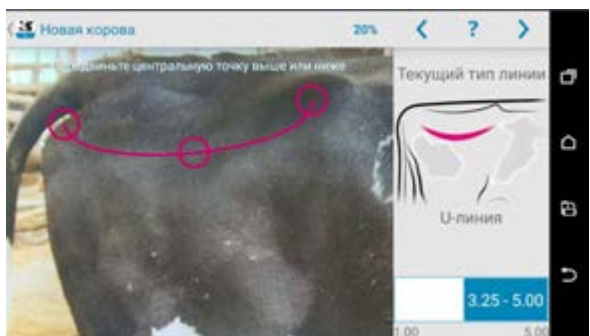 Новая корова
20%
?
центральную точку выше или ниже
Текущий тип линии
U-линия
3.25 - 5.00
1.00
5.00